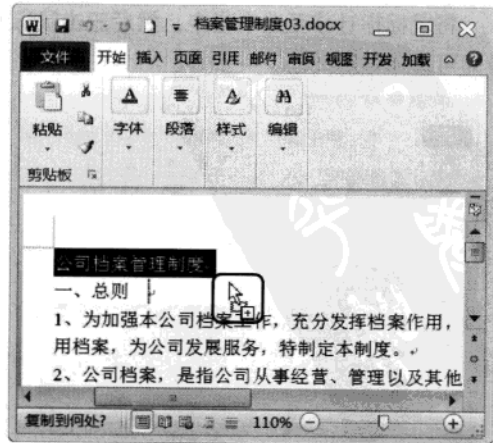 档案管理制度03.docx
文件 开始 插入 页面 引用 邮件 审阅 视图 开发 加载
粘贴 字体 段落 样式 编辑
剪贴板
公司档案管理制度
一、总则
1、为加强本公司档案工作，充分发挥档案作用，
用档案，为公司发展服务，特制定本制度。
2、公司档案，是指公司从事经营、管理以及其他
复制到何处? 110%